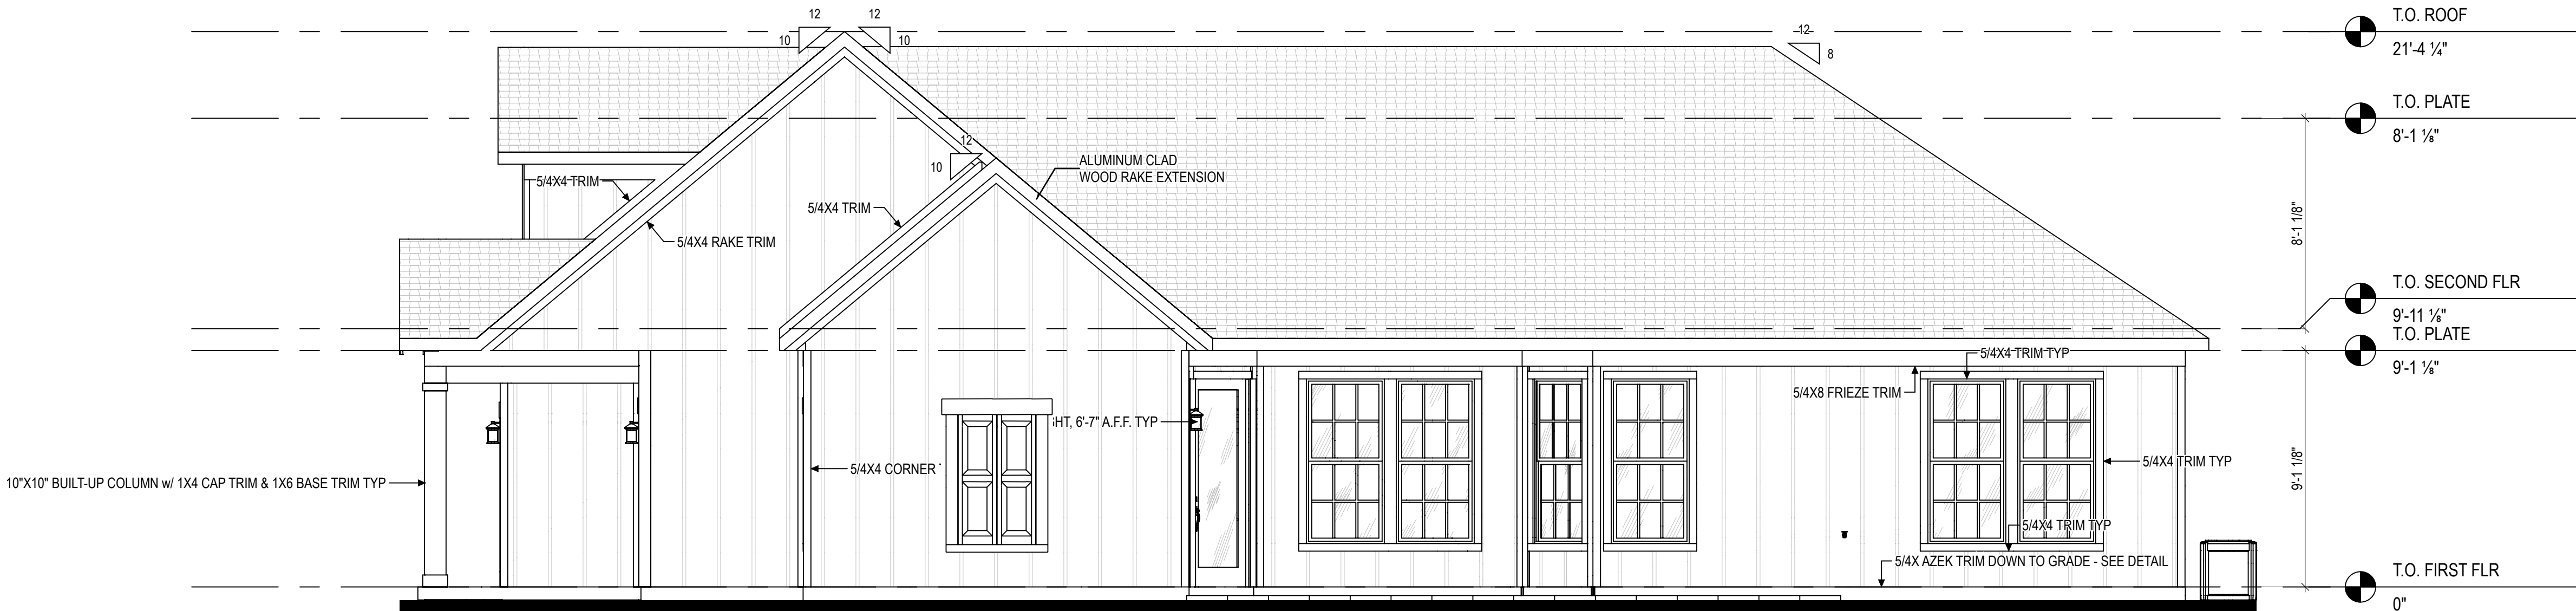 12
12
10
10
12
8
T.O. ROOF
21'-4 ¼"
T.O. PLATE
8'-1 ⅛"
12
10
ALUMINUM CLAD
WOOD RAKE EXTENSION
5/4X4 TRIM
5/4X4 TRIM
5/4X4 RAKE TRIM
8'-1 1/8"
T.O. SECOND FLR
9'-11 ⅛"
T.O. PLATE
9'-1 ⅛"
5/4X4 TRIM TYP
5/4X8 FRIEZE TRIM
HT, 6'-7" A.F.F. TYP
5/4X4 CORNER
5/4X4 TRIM TYP
10"X10" BUILT-UP COLUMN w/ 1X4 CAP TRIM & 1X6 BASE TRIM TYP
9'-1 1/8"
5/4X4 TRIM TYP
5/4X AZEK TRIM DOWN TO GRADE - SEE DETAIL
T.O. FIRST FLR
0"